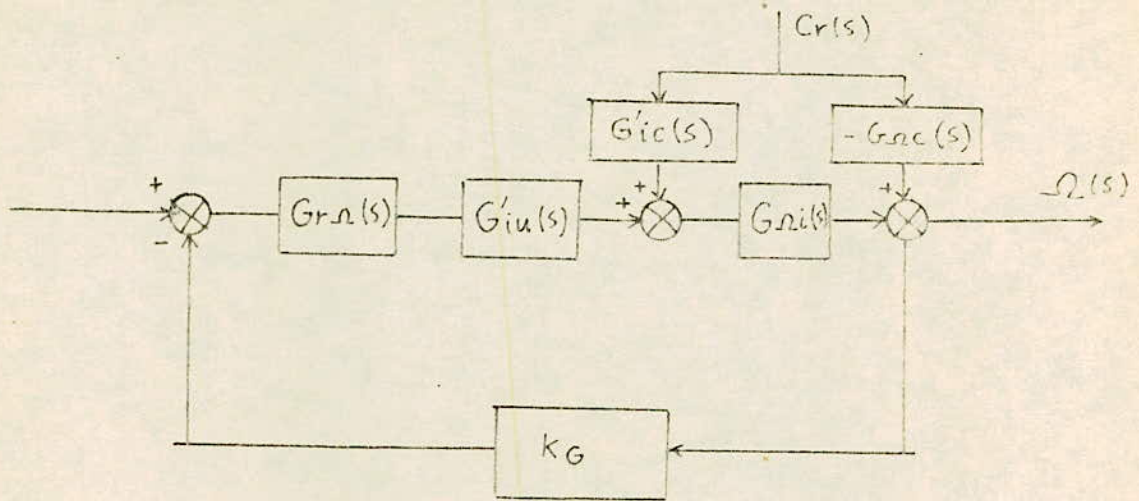 Cr(s)
G'ic(s)
- GΩc(s)
+
+
+
Ω(s)
GrΩ(s)
G'iu(s)
+
GΩi(s)
-
KG